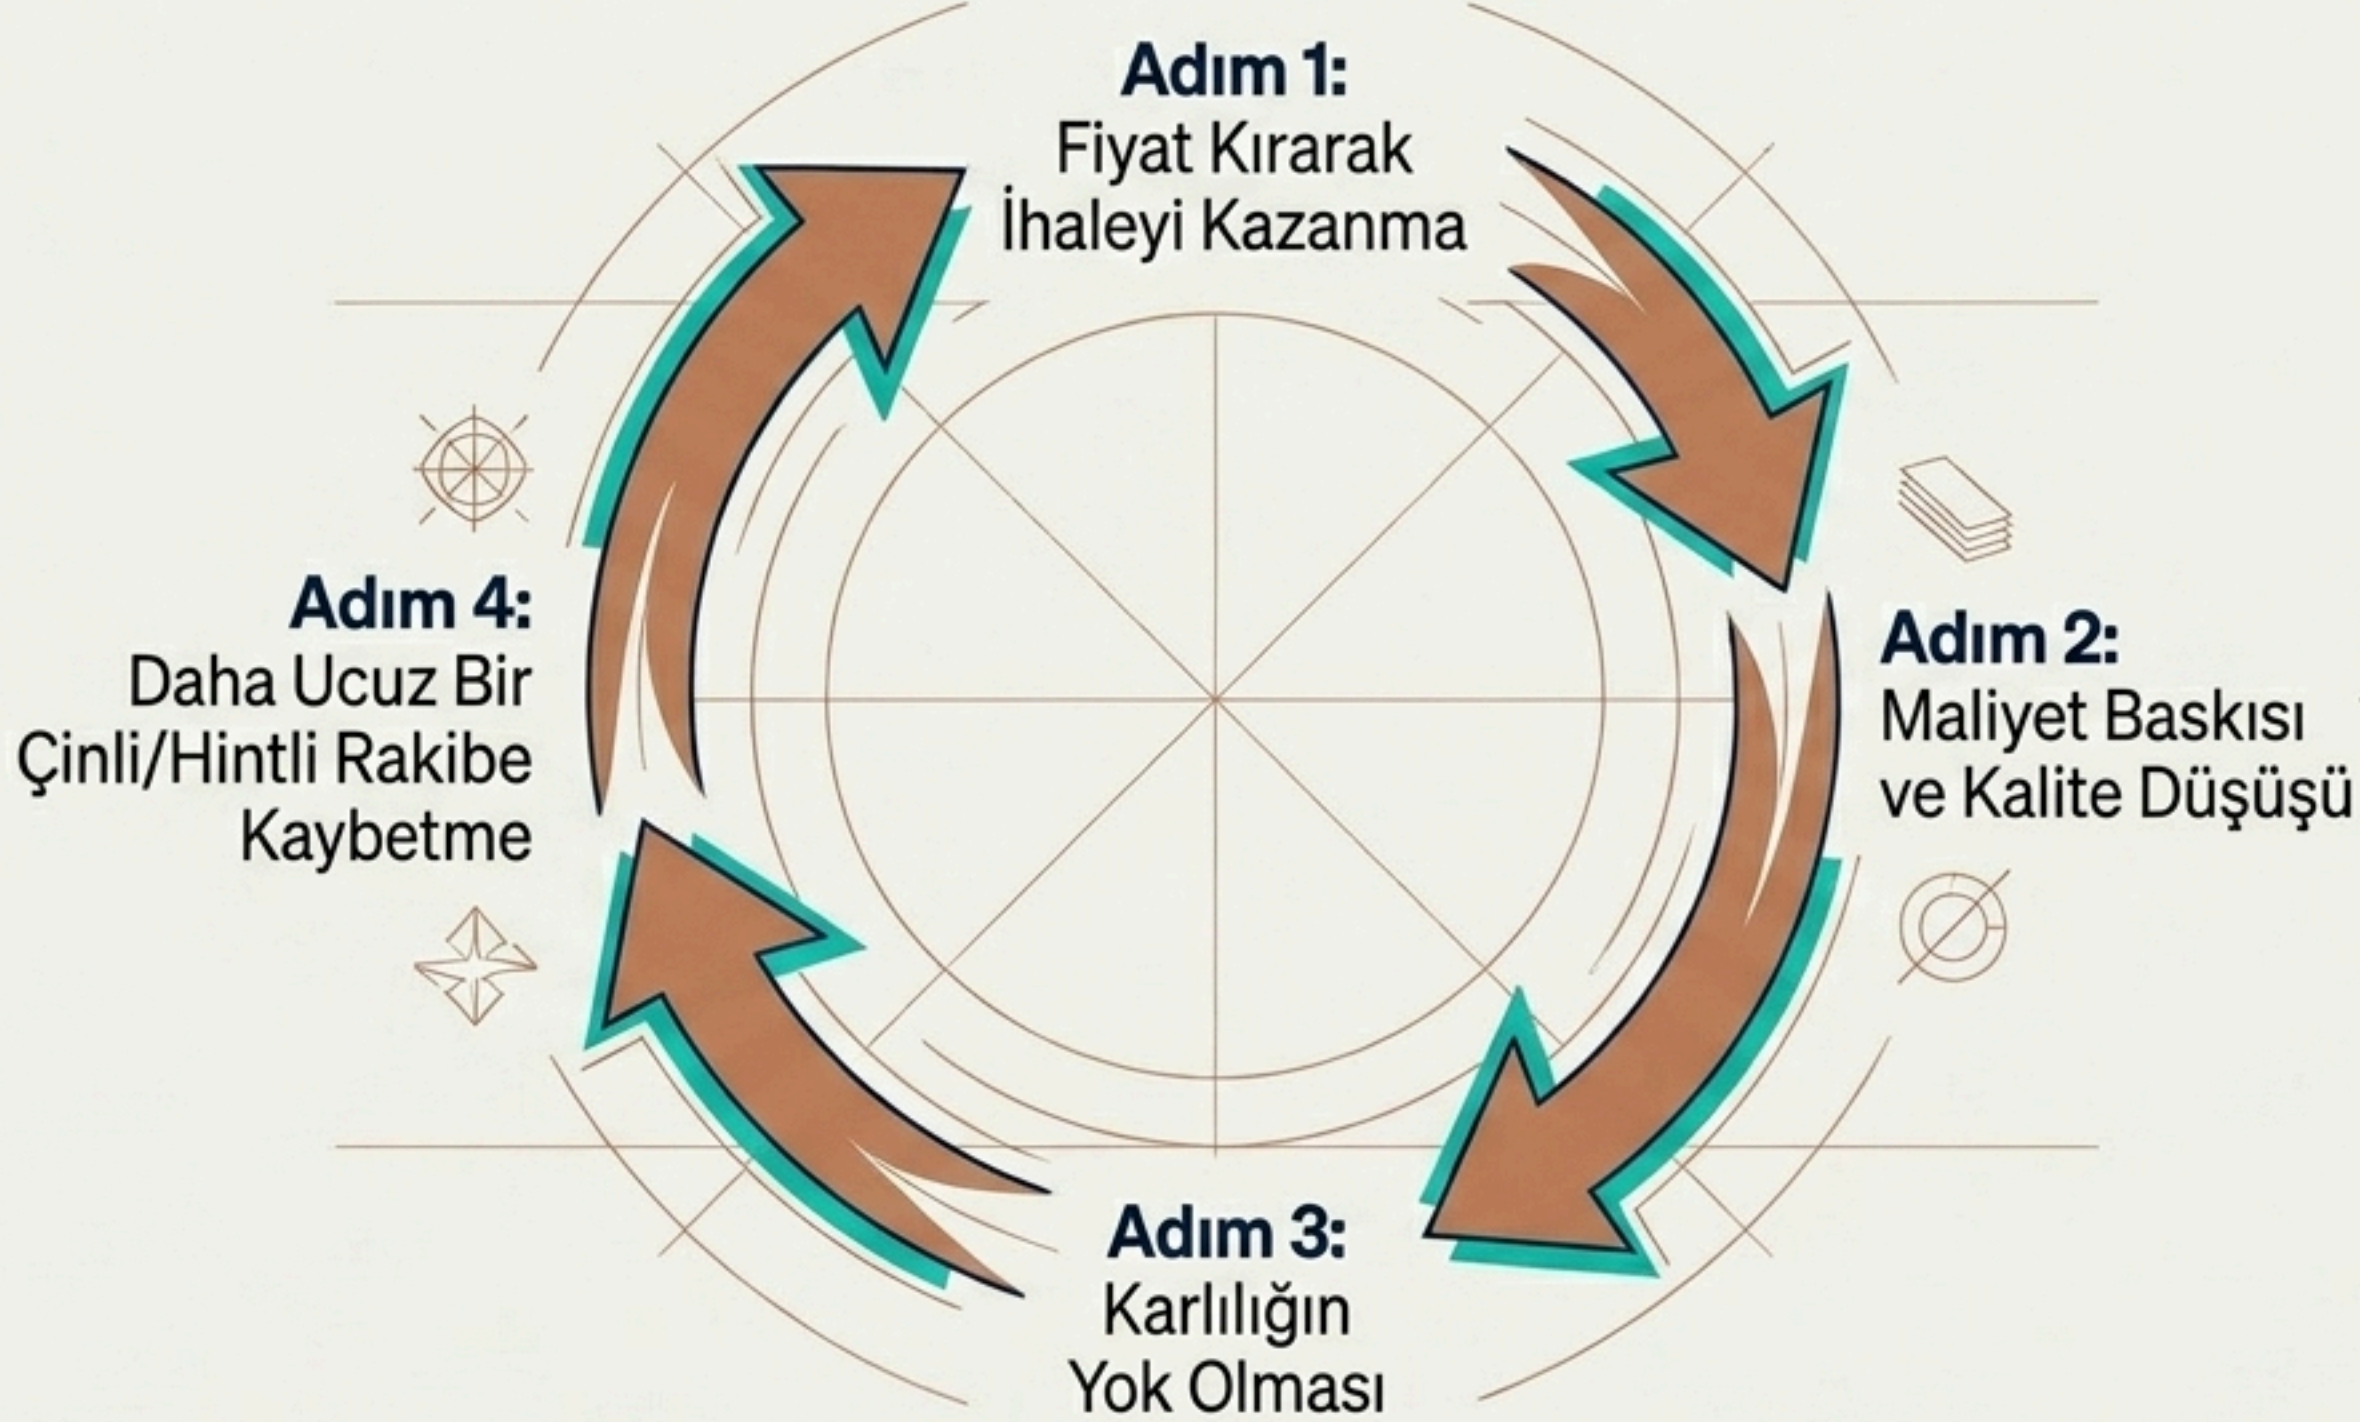 Adım 1:
Fiyat Kırarak
İhaleyi Kazanma
Adım 2:
Maliyet Baskısı
ve Kalite Düşüşü
Adım 3:
Karlılığın
Yok Olması
Adım 4:
Daha Ucuz Bir
Çinli/Hintli Rakibe
Kaybetme